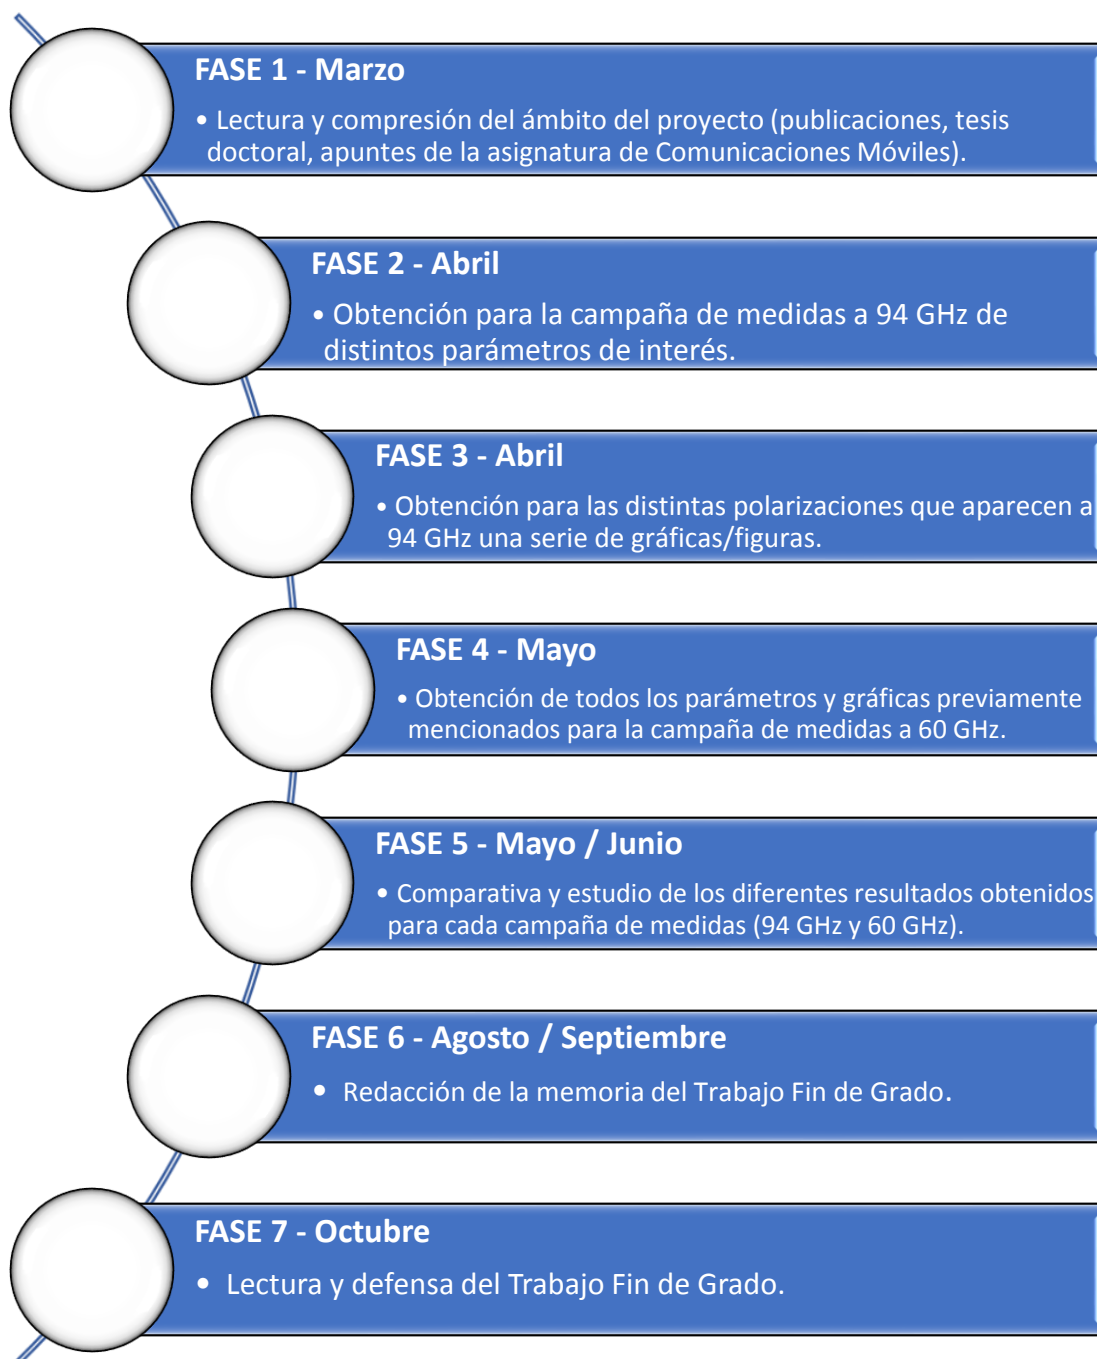 FASE 1 - Marzo
• Lectura y compresión del ámbito del proyecto (publicaciones, tesis
doctoral, apuntes de la asignatura de Comunicaciones Móviles).
FASE 2 - Abril
• Obtención para la campaña de medidas a 94 GHz de
distintos parámetros de interés.
FASE 3 - Abril
• Obtención para las distintas polarizaciones que aparecen a
94 GHz una serie de gráficas/figuras.
FASE 4 - Mayo
• Obtención de todos los parámetros y gráficas previamente
mencionados para la campaña de medidas a 60 GHz.
FASE 5 - Mayo / Junio
• Comparativa y estudio de los diferentes resultados obtenidos
para cada campaña de medidas (94 GHz y 60 GHz).
FASE 6 - Agosto / Septiembre
• Redacción de la memoria del Trabajo Fin de Grado.
FASE 7 - Octubre
• Lectura y defensa del Trabajo Fin de Grado.